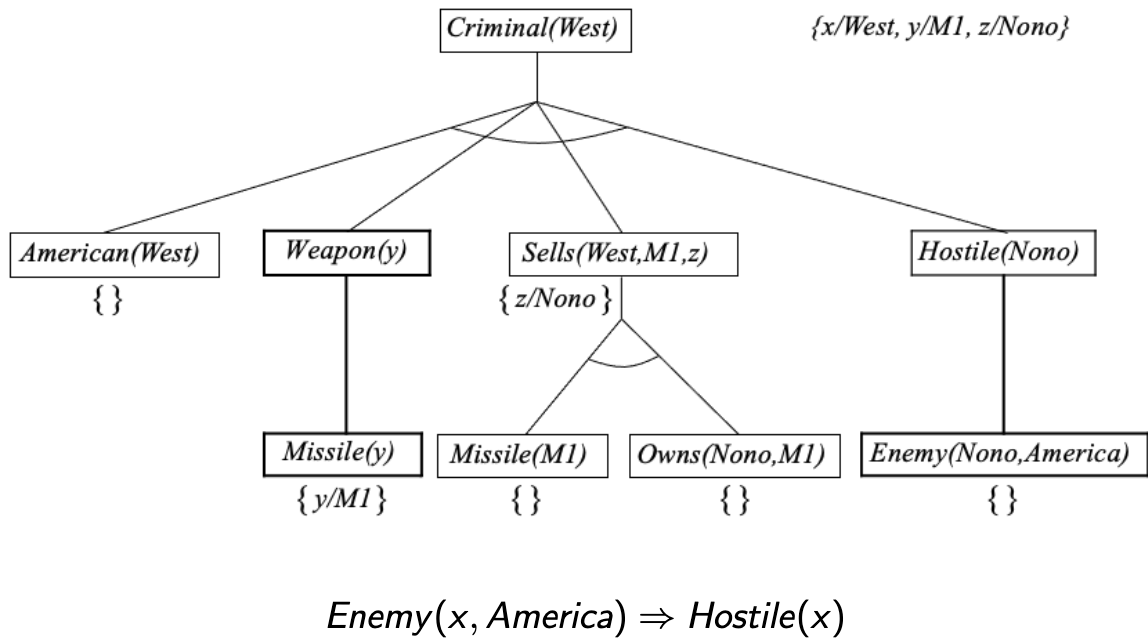 Criminal(West) {x/West, y/M1, z/Nono}
American(West) Weapon(y) Sells(West,M1,z) Hostile(Nono)
{ } { z/Nono }
Missile(y) Missile(M1) Owns(Nono,M1) Enemy(Nono,America)
{ y/M1 } { } { } { }
Enemy(x, America) ⇒ Hostile(x)